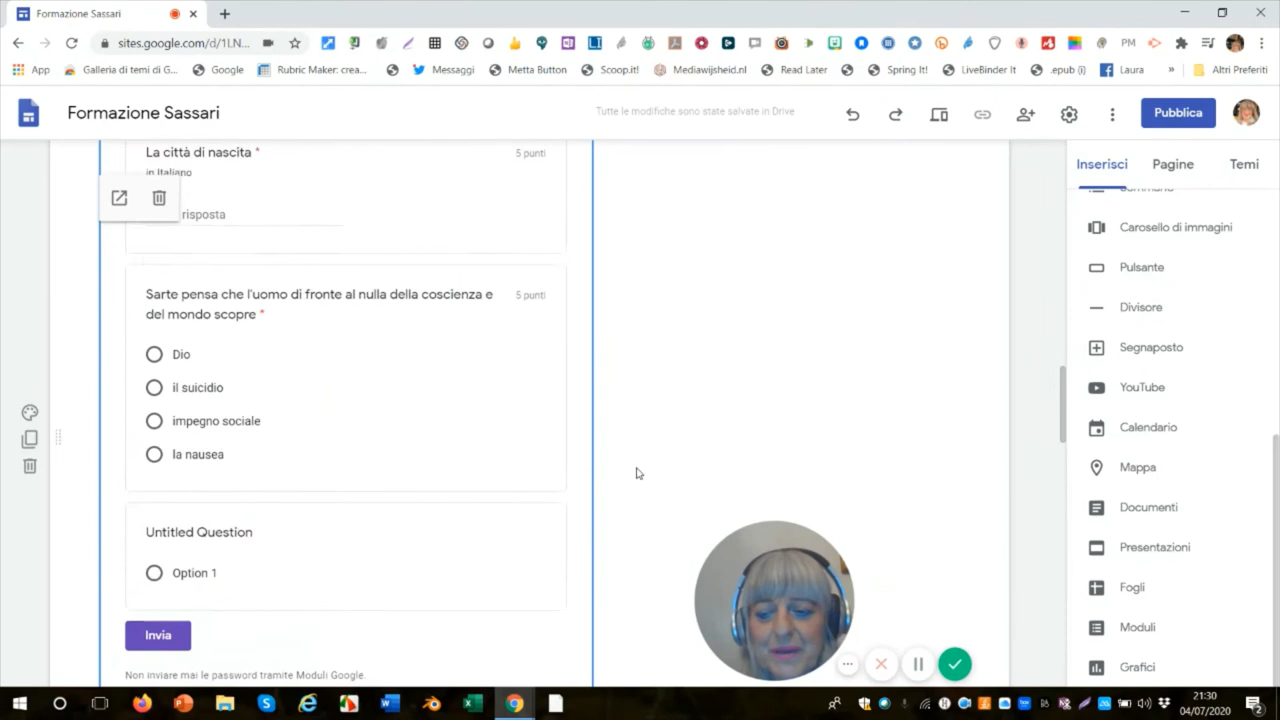 Formazione Sassari
sites.google.com/d/1LN...
PM
App
Galleria di temi di G...
Google
Rubric Maker: crea...
Messaggi
Metta Button
Scoop.it!
Mediawijsheid.nl
Read Later
Spring It!
LiveBinder It
.epub (i)
Laura
»
Altri Preferiti
Formazione Sassari
Tutte le modifiche sono state salvate in Drive
Pubblica
Inserisci
Pagine
Temi
La città di nascita *
5 punti
in Italiano
risposta
Sarte pensa che l'uomo di fronte al nulla della coscienza e
del mondo scopre *
5 punti
Dio
il suicidio
impegno sociale
la nausea
Untitled Question
Option 1
Invia
Non inviare mai le password tramite Moduli Google.
Sommario
Carosello di immagini
Pulsante
Divisore
Segnaposto
YouTube
Calendario
Mappa
Documenti
Presentazioni
Fogli
Moduli
Grafici
21:30
04/07/2020